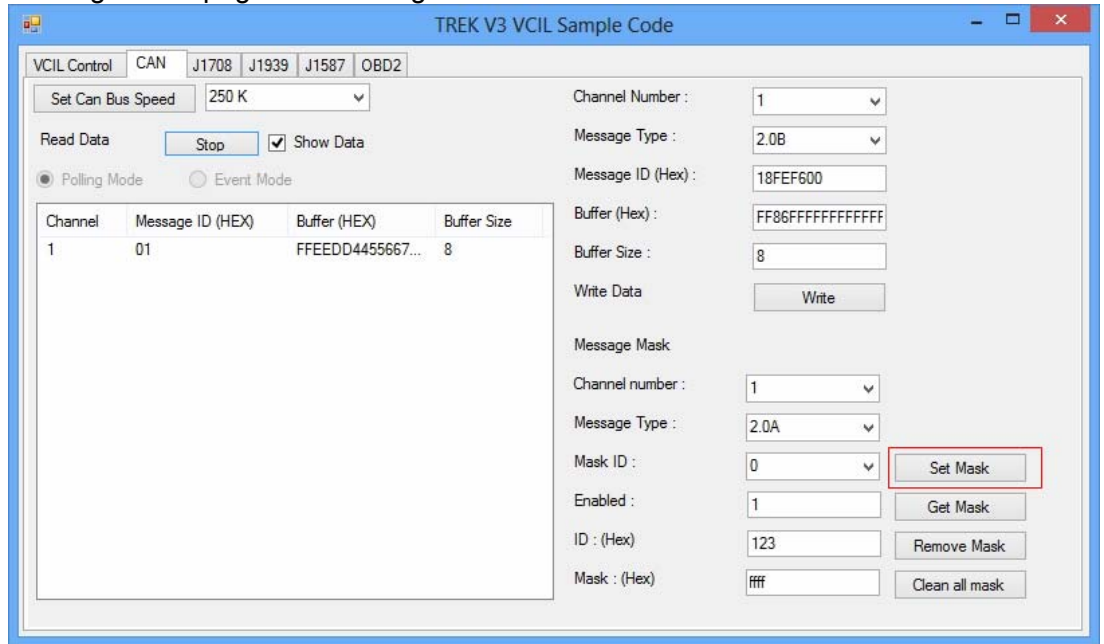 TREK V3 VCIL Sample Code
VCIL Control CAN J1708 J1939 J1587 OBD2
Set Can Bus Speed 250 K
Read Data Stop Show Data
Polling Mode Event Mode
Channel Message ID (HEX) Buffer (HEX) Buffer Size
1 01 FFEEDD4455667... 8
Channel Number : 1
Message Type : 2.0B
Message ID (Hex) : 18FEF600
Buffer (Hex) : FF86FFFFFFFFFFFF
Buffer Size : 8
Write Data Write
Message Mask
Channel number : 1
Message Type : 2.0A
Mask ID : 0 Set Mask
Enabled : 1 Get Mask
ID : (Hex) 123 Remove Mask
Mask : (Hex) ffff Clean all mask